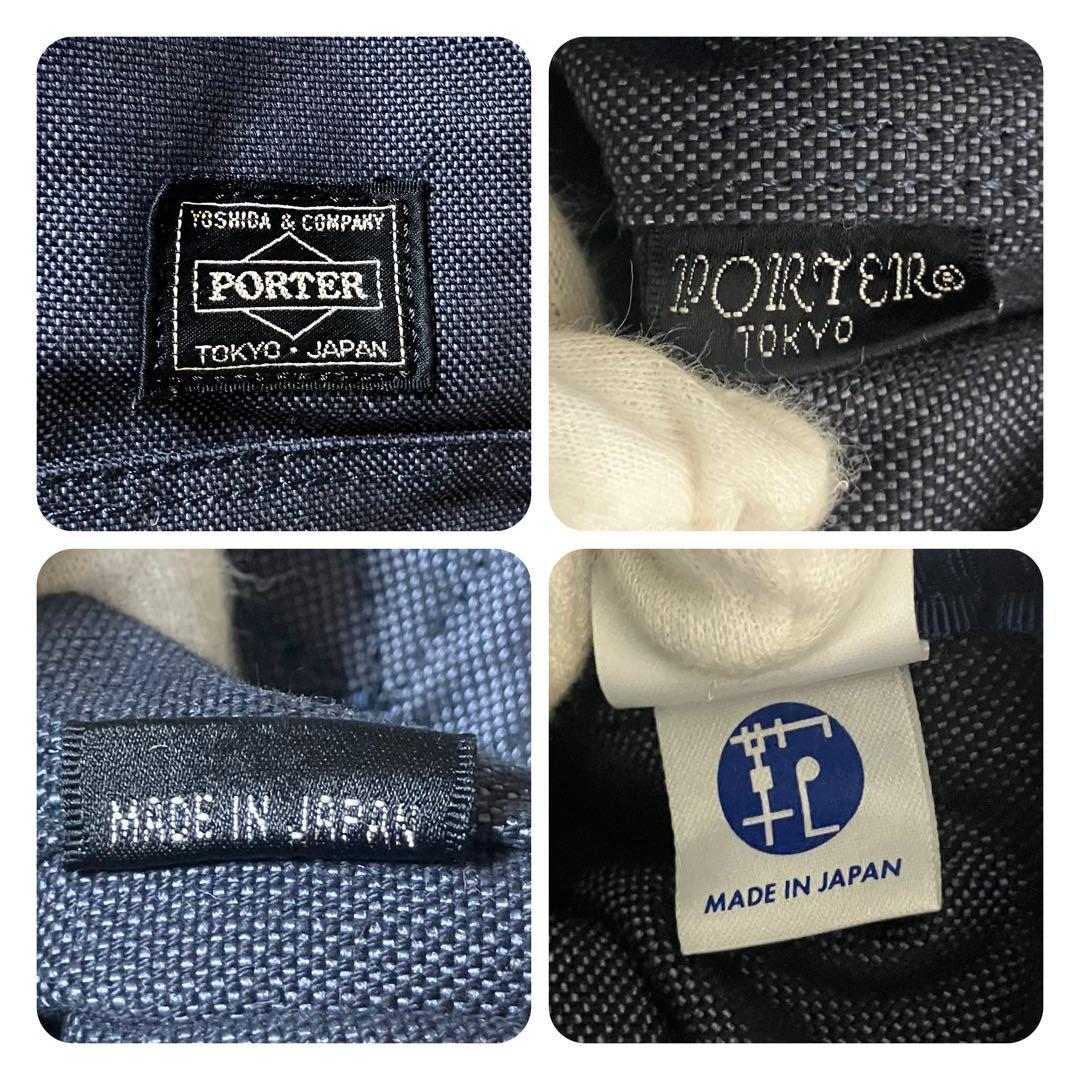 YOSHIDA & COMPANY
PORTER
TOKYO · JAPAN
PORTER®
TOKYO
MADE IN JAPAN
MADE IN JAPAN